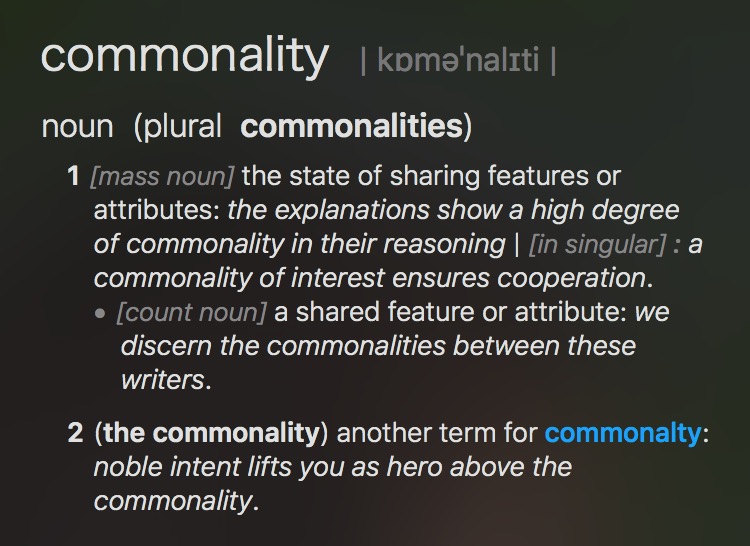 commonality | kɒməˈnalɪti |
noun (plural commonalities)
1 [mass noun] the state of sharing features or
attributes: the explanations show a high degree
of commonality in their reasoning | [in singular] : a
commonality of interest ensures cooperation.
• [count noun] a shared feature or attribute: we
discern the commonalities between these
writers.
2 (the commonality) another term for commonalty:
noble intent lifts you as hero above the
commonality.